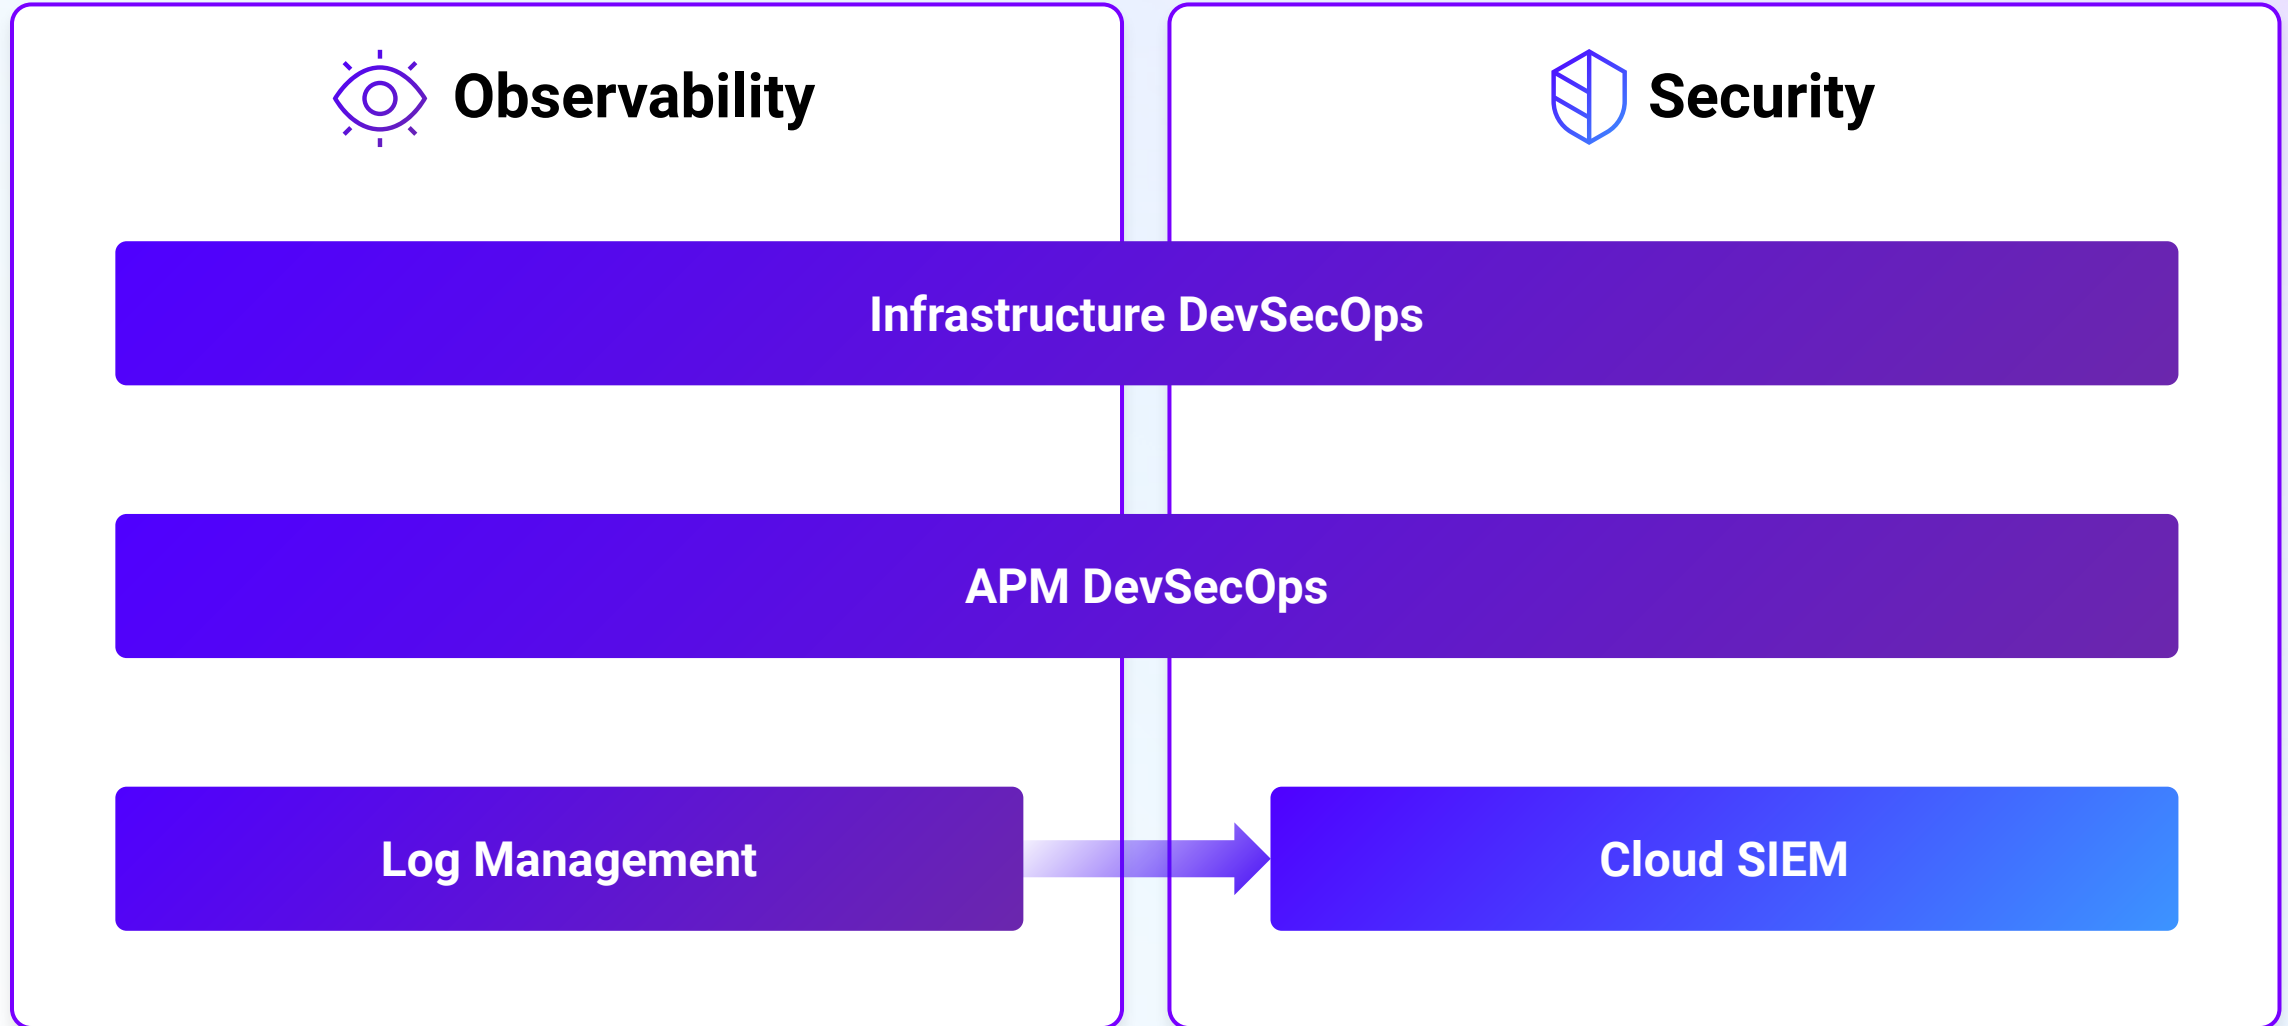 Observability
Security
Infrastructure DevSecOps
APM DevSecOps
Log Management
Cloud SIEM